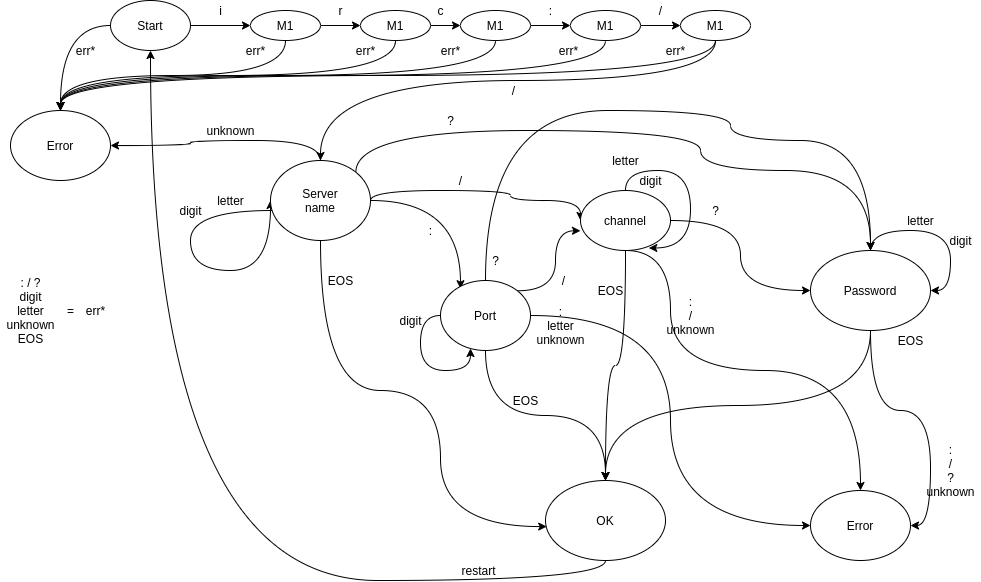 i
r
c
:
/
Start
M1
M1
M1
M1
M1
err*
err*
err*
err*
err*
err*
/
?
Error
unknown
Server
name
letter
digit
/
:
letter
digit
channel
?
letter
digit
?
/
EOS
EOS
Password
: / ?
digit
letter
unknown
EOS
= err*
digit
Port
:
letter
unknown
:
/
unknown
EOS
EOS
:
/
?
unknown
OK
Error
restart